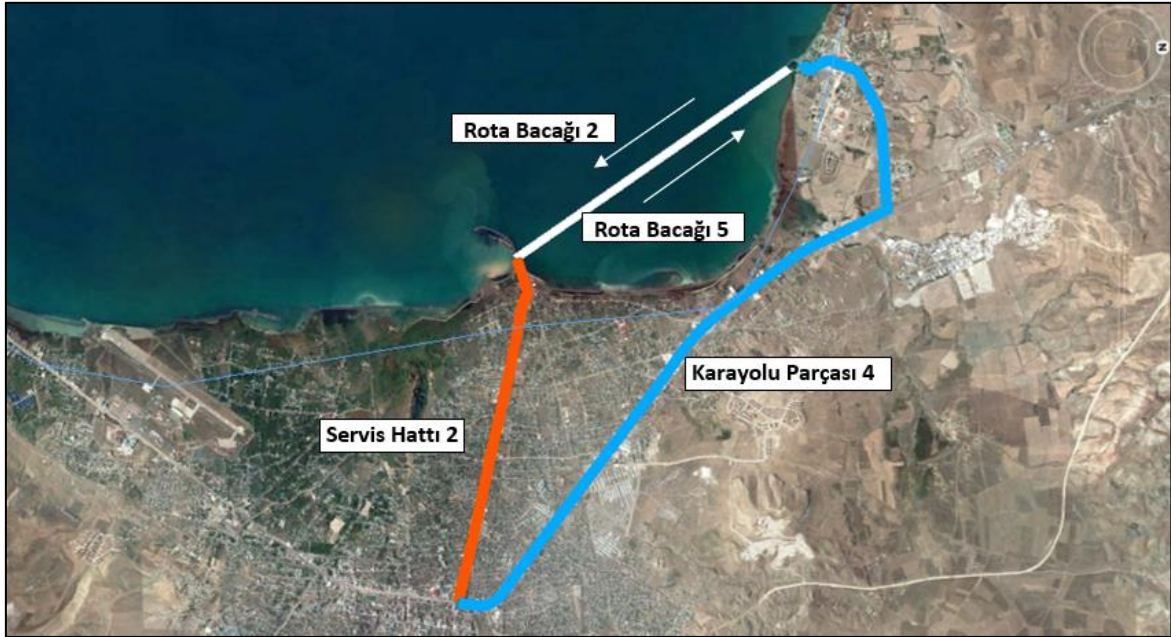 Rota Bacağı 2
Rota Bacağı 5
Karayolu Parçası 4
Servis Hattı 2